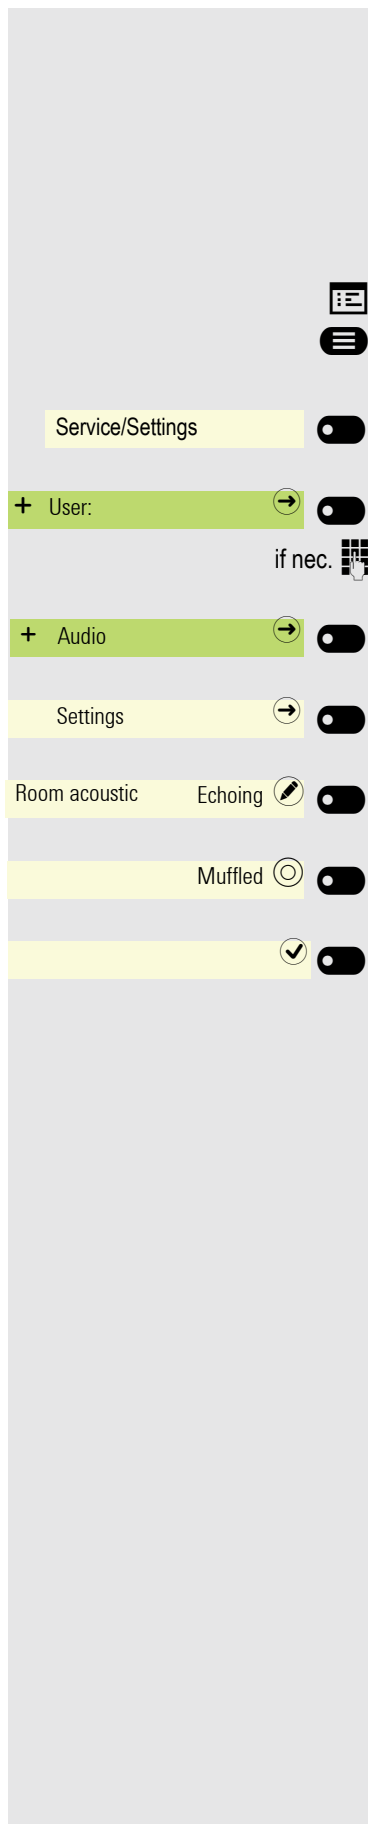 Service/Settings
+ User:
if nec.
+ Audio
Settings
Room acoustic Echoing
Muffled